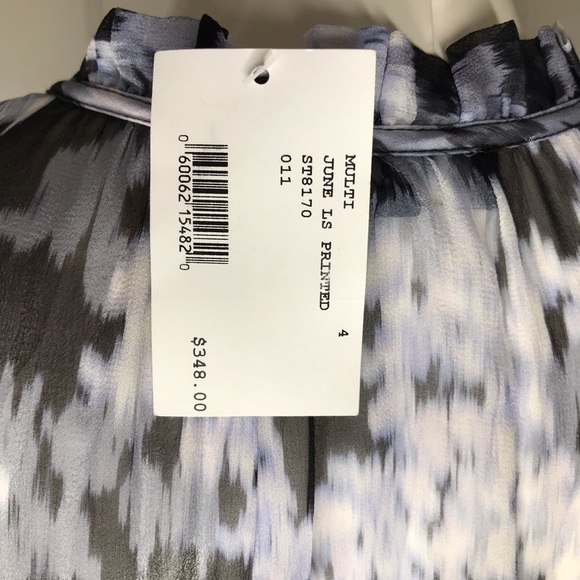 MULTI
JUNE LS PRINTED 4
ST8170
011
0 60062 15482 0
$348.00